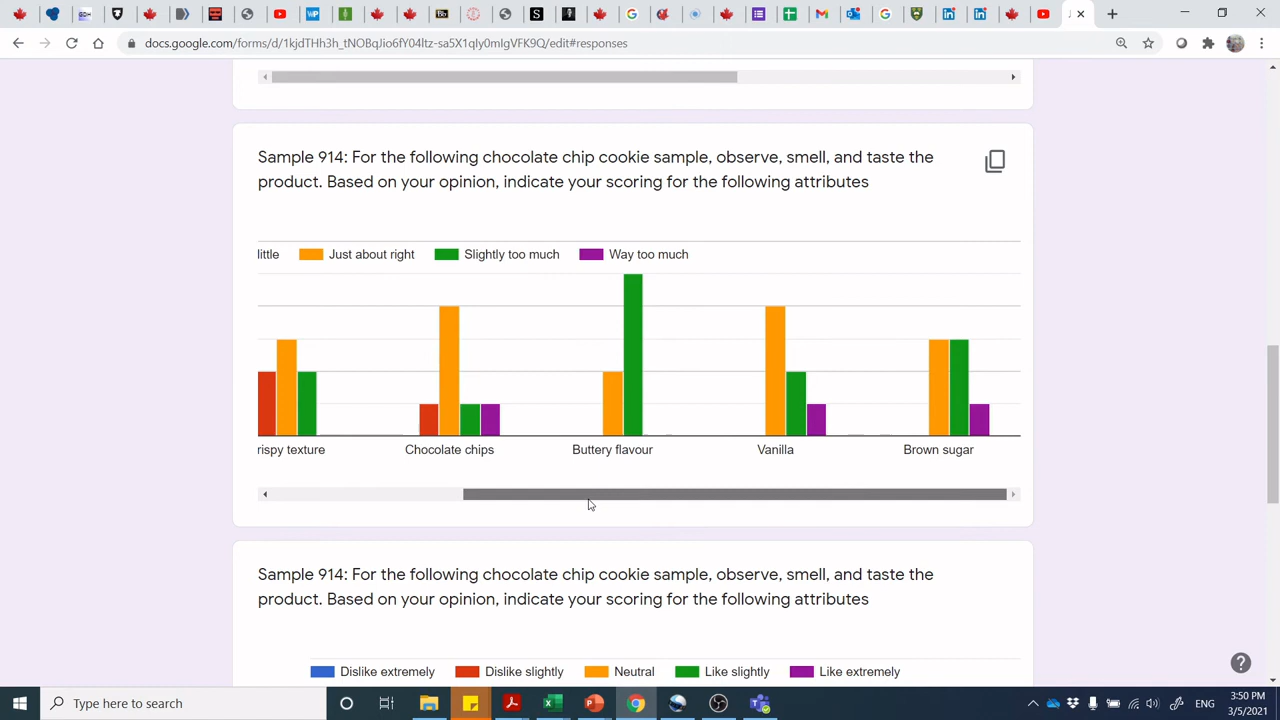 docs.google.com/forms/d/1kjdTHh3h_tNOBqJio6fY04ltz-sa5X1qly0mIgVFK9Q/edit#responses
Sample 914: For the following chocolate chip cookie sample, observe, smell, and taste the
product. Based on your opinion, indicate your scoring for the following attributes
little Just about right Slightly too much Way too much
rispy texture Chocolate chips Buttery flavour Vanilla Brown sugar
Sample 914: For the following chocolate chip cookie sample, observe, smell, and taste the
product. Based on your opinion, indicate your scoring for the following attributes
Dislike extremely Dislike slightly Neutral Like slightly Like extremely
Type here to search
ENG
3:50 PM
3/5/2021